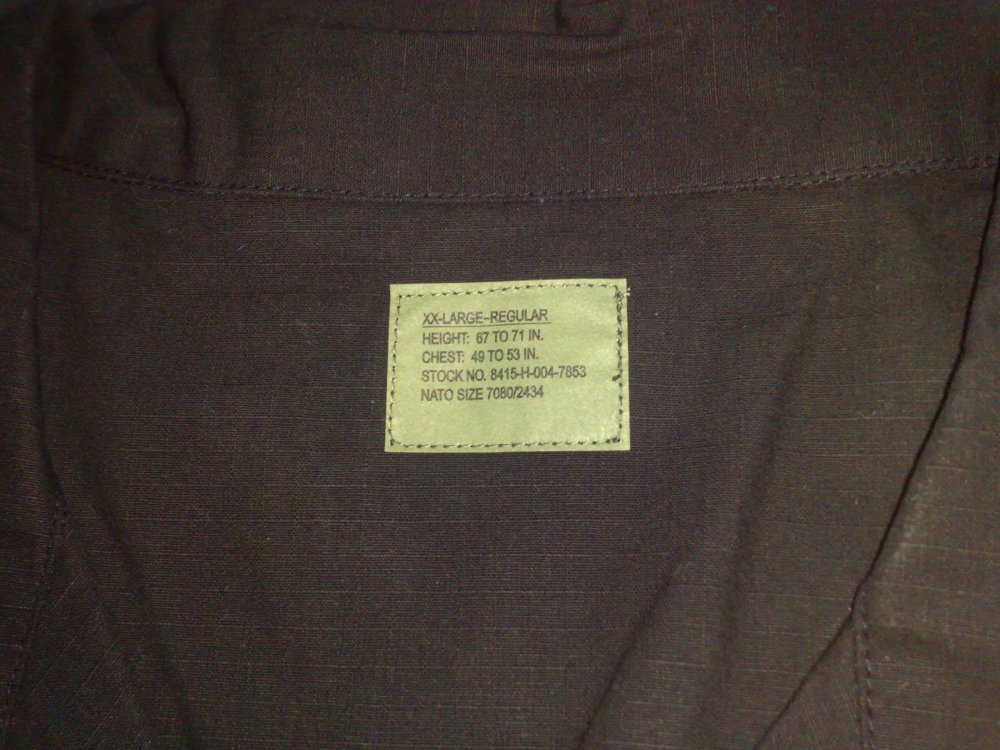 XX-LARGE-REGULAR
HEIGHT: 67 TO 71 IN.
CHEST: 49 TO 53 IN.
STOCK NO. 8415-H-004-7853
NATO SIZE 7080/2434